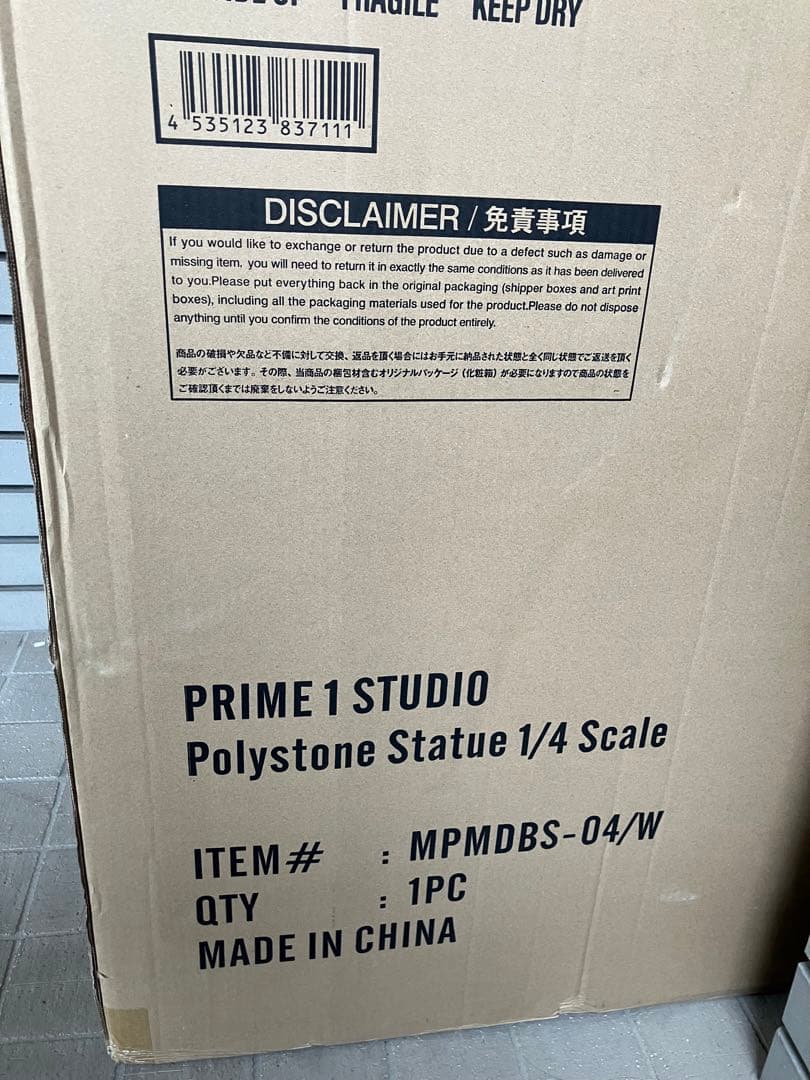 FRAGILE KEEP DRY
4 535123 837111
DISCLAIMER / 免責事項
If you would like to exchange or return the product due to a defect such as damage or
missing item, you will need to return it in exactly the same conditions as it has been delivered
to you.Please put everything back in the original packaging (shipper boxes and art print
boxes), including all the packaging materials used for the product.Please do not dispose
anything until you confirm the conditions of the product entirely.
商品の破損や欠品など不備に対して交換、返品を頂く場合にはお手元に納品された状態と全く同じ状態でご返送を頂く
必要がございます。その際、当商品の梱包材含むオリジナルパッケージ（化粧箱）が必要になりますので商品の状態を
ご確認頂くまでは廃棄をしないようご注意ください。
PRIME 1 STUDIO
Polystone Statue 1/4 Scale
ITEM# : MPMDBS-04/W
QTY : 1PC
MADE IN CHINA